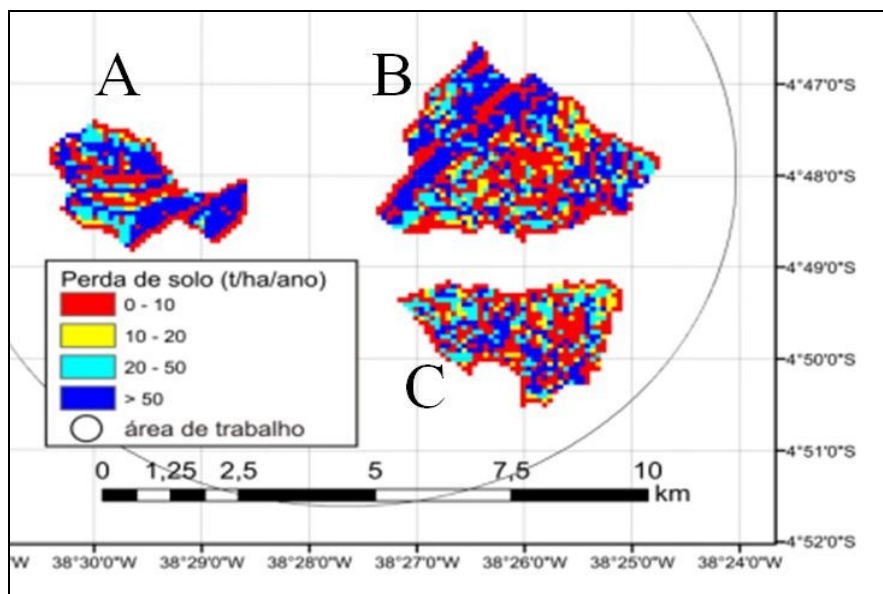 A
B
4°47'0"S
4°48'0"S
4°49'0"S
Perda de solo (t/ha/ano)
0 - 10
10 - 20
20 - 50
> 50
área de trabalho
C
4°50'0"S
4°51'0"S
0 1,25 2,5 5 7,5 10
km
4°52'0"S
"W 38°30'0"W 38°29'0"W 38°28'0"W 38°27'0"W 38°26'0"W 38°25'0"W 38°24'0"W